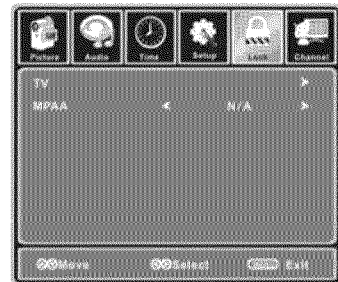 Picture Audio Time Setup Lock Channel
TV
MPAA N/A
Move Select Exit